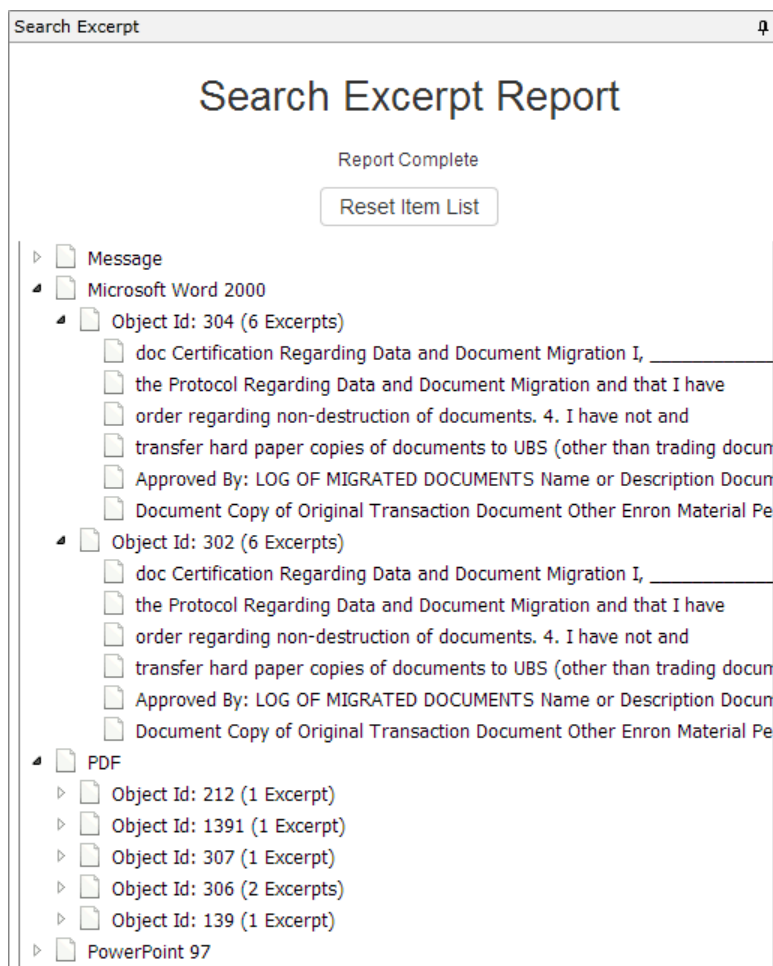 Search Excerpt
Search Excerpt Report
Report Complete
Reset Item List
Message
Microsoft Word 2000
Object Id: 304 (6 Excerpts)
doc Certification Regarding Data and Document Migration I, ____________
the Protocol Regarding Data and Document Migration and that I have
order regarding non-destruction of documents. 4. I have not and
transfer hard paper copies of documents to UBS (other than trading docum
Approved By: LOG OF MIGRATED DOCUMENTS Name or Description Docum
Document Copy of Original Transaction Document Other Enron Material Pe
Object Id: 302 (6 Excerpts)
doc Certification Regarding Data and Document Migration I, ____________
the Protocol Regarding Data and Document Migration and that I have
order regarding non-destruction of documents. 4. I have not and
transfer hard paper copies of documents to UBS (other than trading docum
Approved By: LOG OF MIGRATED DOCUMENTS Name or Description Docum
Document Copy of Original Transaction Document Other Enron Material Pe
PDF
Object Id: 212 (1 Excerpt)
Object Id: 1391 (1 Excerpt)
Object Id: 307 (1 Excerpt)
Object Id: 306 (2 Excerpts)
Object Id: 139 (1 Excerpt)
PowerPoint 97